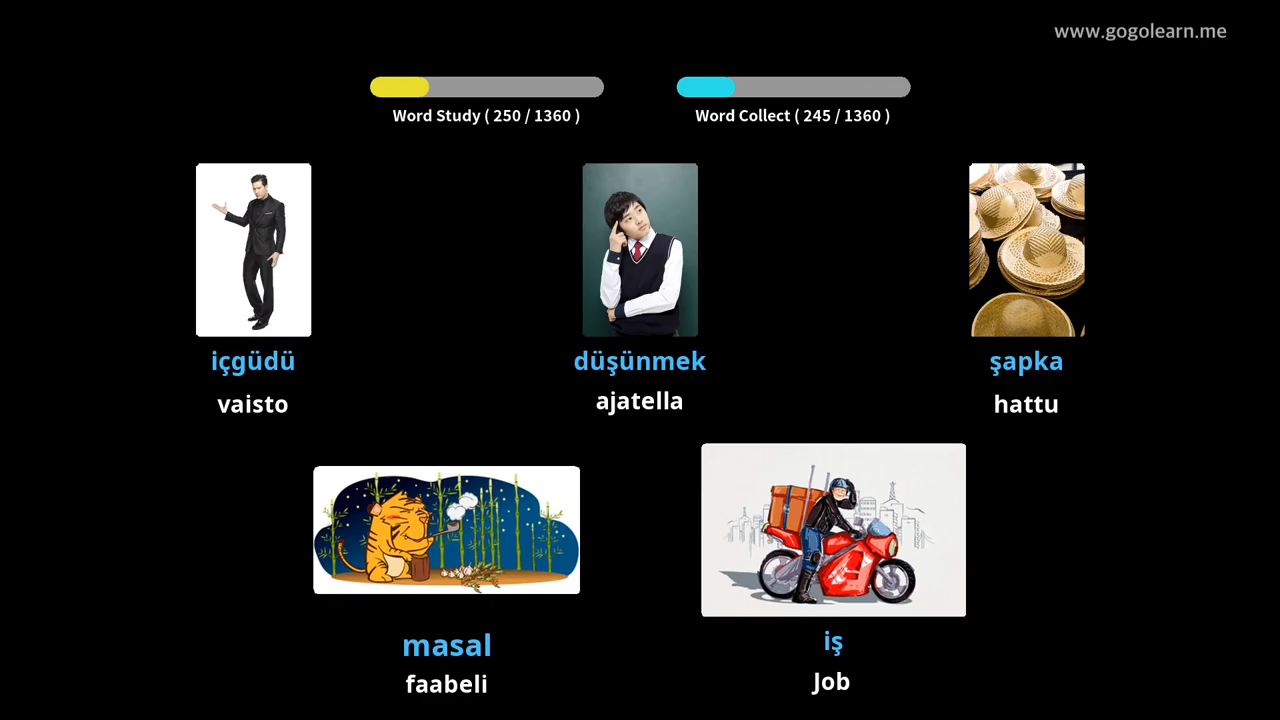 www.gogolearn.me
Word Study ( 250 / 1360 )
Word Collect ( 245 / 1360 )
içgüdü
vaisto
düşünmek
ajatella
şapka
hattu
masal
faabeli
iş
Job